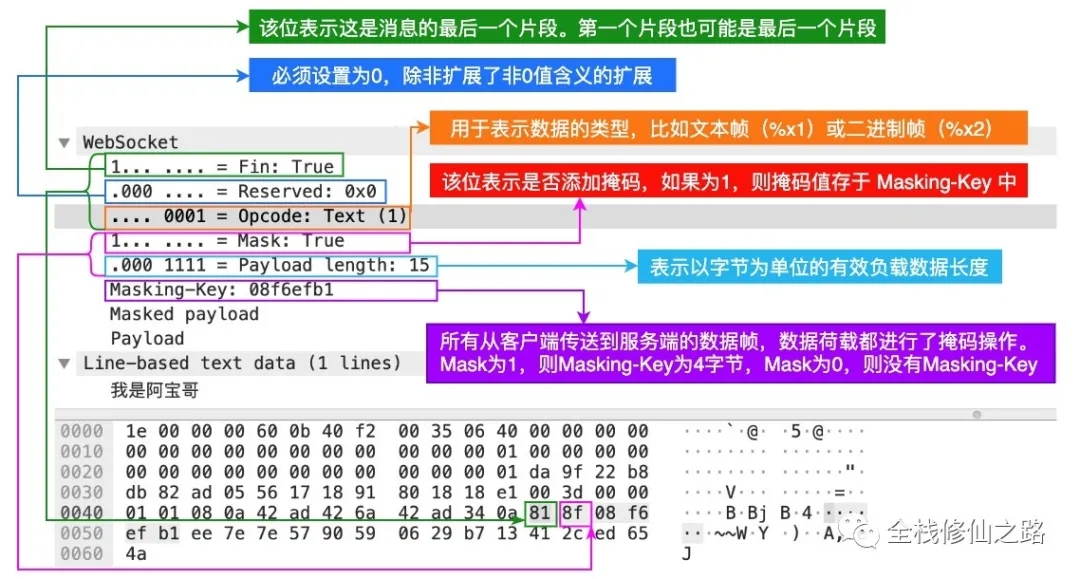 该位表示这是消息的最后一个片段。第一个片段也可能是最后一个片段
必须设置为0，除非扩展了非0值含义的扩展
用于表示数据的类型，比如文本帧（%x1）或二进制帧（%x2）
WebSocket
1... .... = Fin: True
.000 .... = Reserved: 0x0
该位表示是否添加掩码，如果为1，则掩码值存于 Masking-Key 中
.... 0001 = Opcode: Text (1)
1... .... = Mask: True
.000 1111 = Payload length: 15
表示以字节为单位的有效负载数据长度
Masking-Key: 08f6efb1
Masked payload
Payload
所有从客户端传送到服务端的数据帧，数据荷载都进行了掩码操作。
Mask为1，则Masking-Key为4字节，Mask为0，则没有Masking-Key
Line-based text data (1 lines)
我是阿宝哥
0000 1e 00 00 00 60 0b 40 f2 00 35 06 40 00 00 00 00 ····`·@· ·5·@····
0010 00 00 00 00 00 00 00 00 00 00 00 01 00 00 00 00 ········ ········
0020 00 00 00 00 00 00 00 00 00 00 00 01 da 9f 22 b8 ········ ······"·
0030 db 82 ad 05 56 17 18 91 80 18 18 e1 00 3d 00 00 ····V··· ·····=··
0040 01 01 08 0a 42 ad 42 6a 42 ad 34 0a 81 8f 08 f6 ····B·Bj B·4·····
0050 ef b1 ee 7e 7e 57 90 59 06 29 b7 13 41 2c ed 65 ···~~W·Y ·)··A,·e
0060 4a J
全栈修仙之路